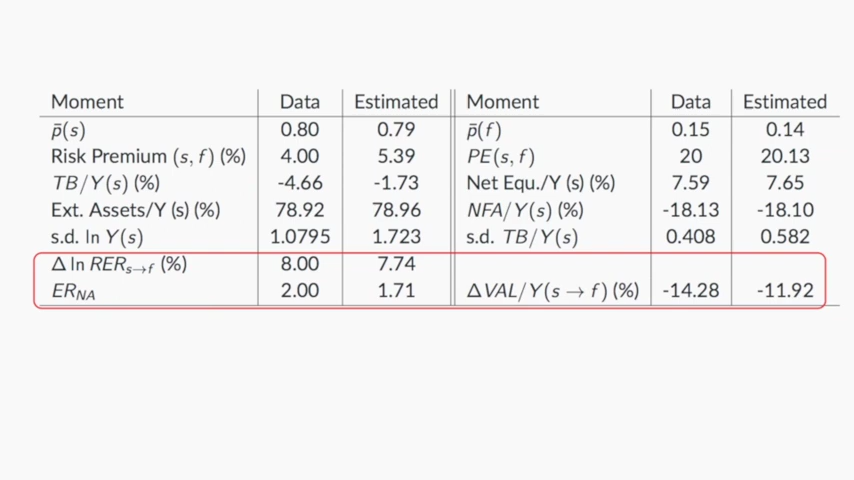 Moment Data Estimated Moment Data Estimated
p̄(s) 0.80 0.79 p̄(f) 0.15 0.14
Risk Premium (s, f) (%) 4.00 5.39 PE(s, f) 20 20.13
TB/Y(s) (%) -4.66 -1.73 Net Equ./Y (s) (%) 7.59 7.65
Ext. Assets/Y (s) (%) 78.92 78.96 NFA/Y(s) (%) -18.13 -18.10
s.d. ln Y(s) 1.0795 1.723 s.d. TB/Y(s) 0.408 0.582
Δ ln RERs→f (%) 8.00 7.74
ERNA 2.00 1.71 ΔVAL/Y(s → f) (%) -14.28 -11.92